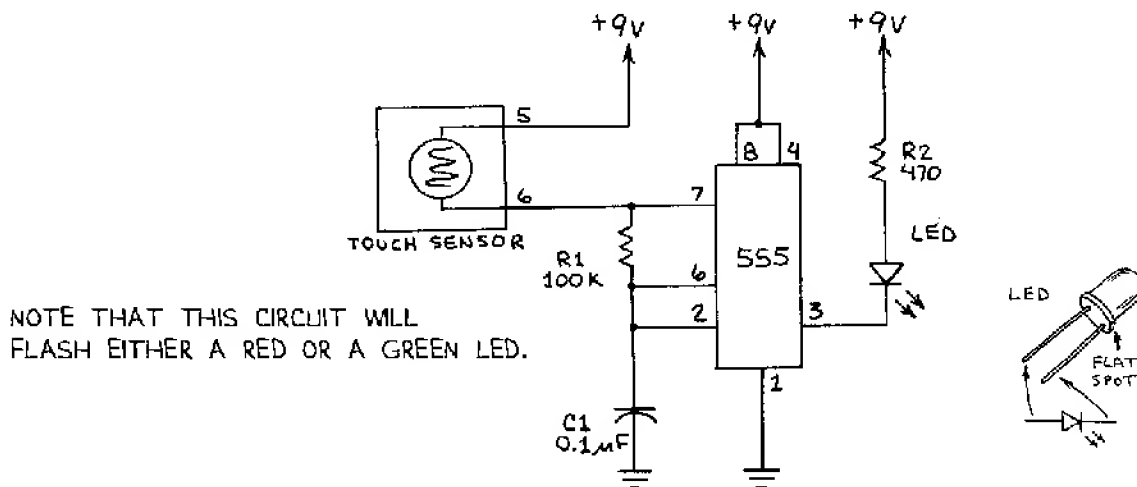 +9V +9V +9V
5
8 4
R2
470
6 7
TOUCH SENSOR
LED
R1
100K
555
6
2
3
LED
NOTE THAT THIS CIRCUIT WILL
FLASH EITHER A RED OR A GREEN LED.
FLAT
SPOT
1
C1
0.1µF